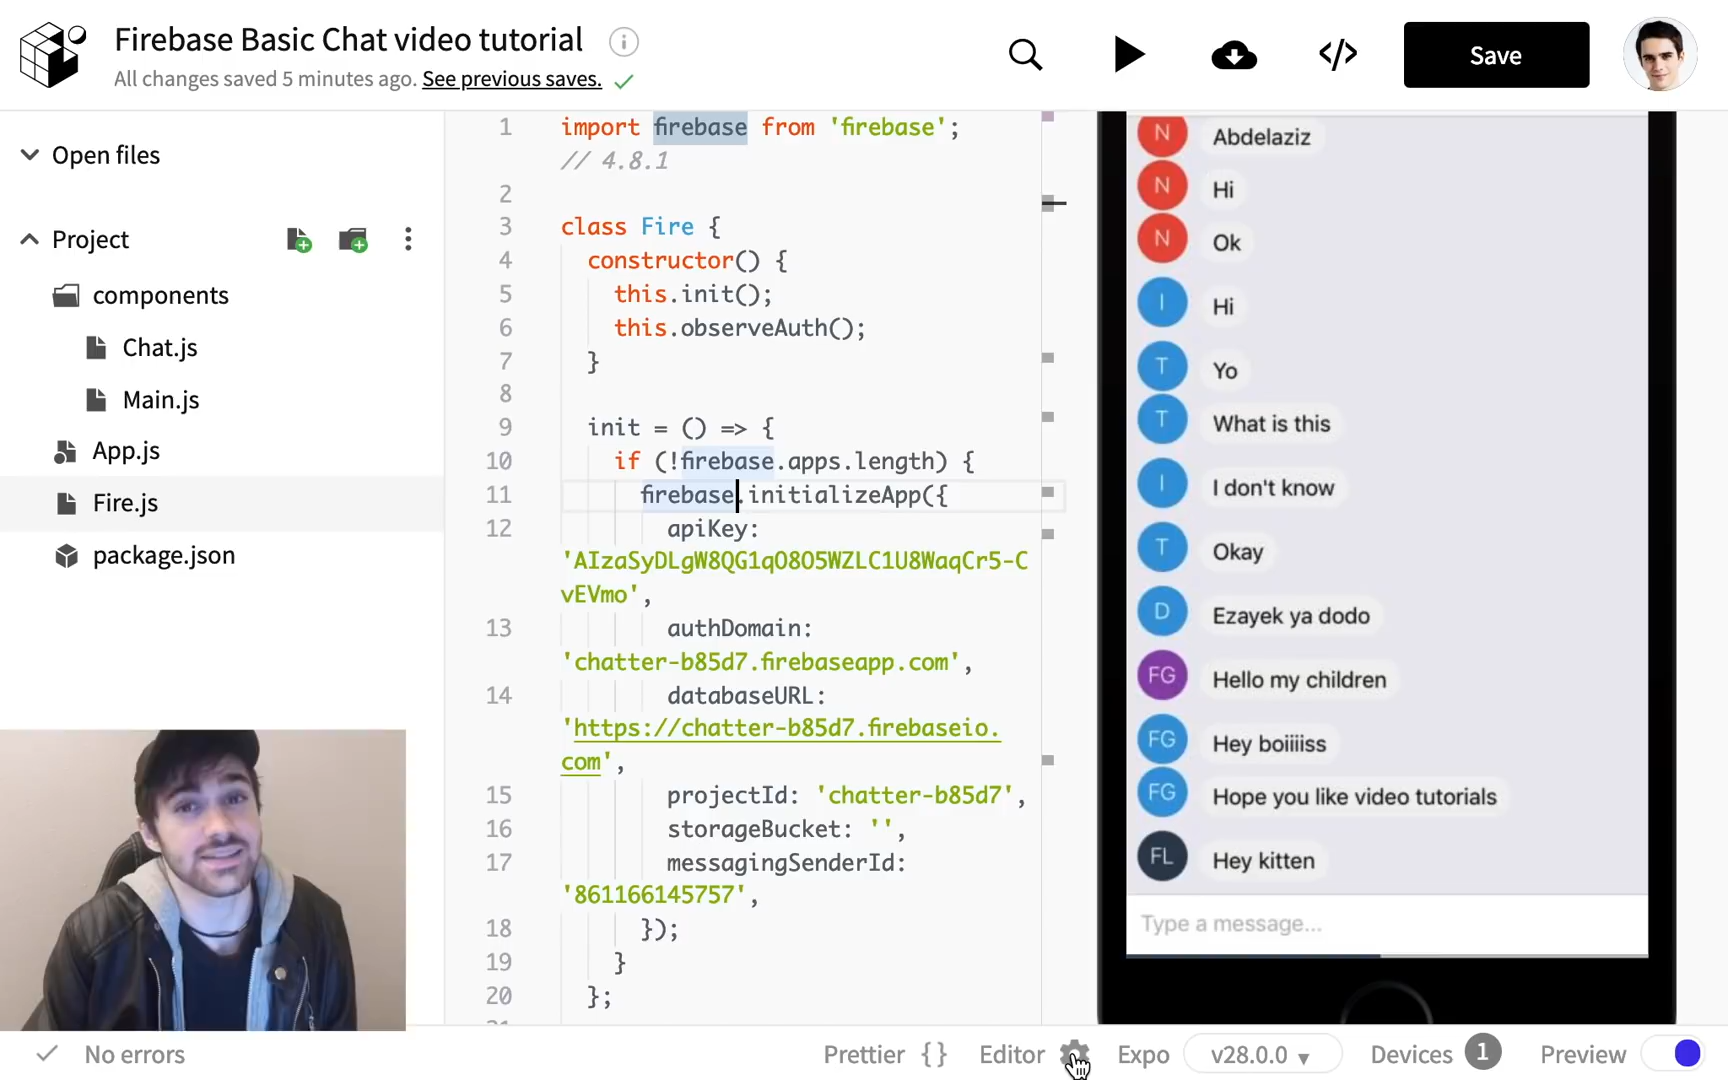 Firebase Basic Chat video tutorial
All changes saved 5 minutes ago. See previous saves.
Save
Open files
Project
components
Chat.js
Main.js
App.js
Fire.js
package.json
1 import firebase from 'firebase';
// 4.8.1
2
3 class Fire {
4 constructor() {
5 this.init();
6 this.observeAuth();
7 }
8
9 init = () => {
10 if (!firebase.apps.length) {
11 firebase.initializeApp({
12 apiKey:
'AIzaSyDLgW8QG1qO8O5WZLC1U8WaqCr5-C
vEVmo',
13 authDomain:
'chatter-b85d7.firebaseapp.com',
14 databaseURL:
'https://chatter-b85d7.firebaseio.
com',
15 projectId: 'chatter-b85d7',
16 storageBucket: '',
17 messagingSenderId:
'861166145757',
18 });
19 }
20 };
N Abdelaziz
N Hi
N Ok
I Hi
T Yo
T What is this
I I don't know
T Okay
D Ezayek ya dodo
FG Hello my children
FG Hey boiiiiss
FG Hope you like video tutorials
FL Hey kitten
Type a message...
No errors
Prettier {} Editor Expo v28.0.0 Devices 1 Preview